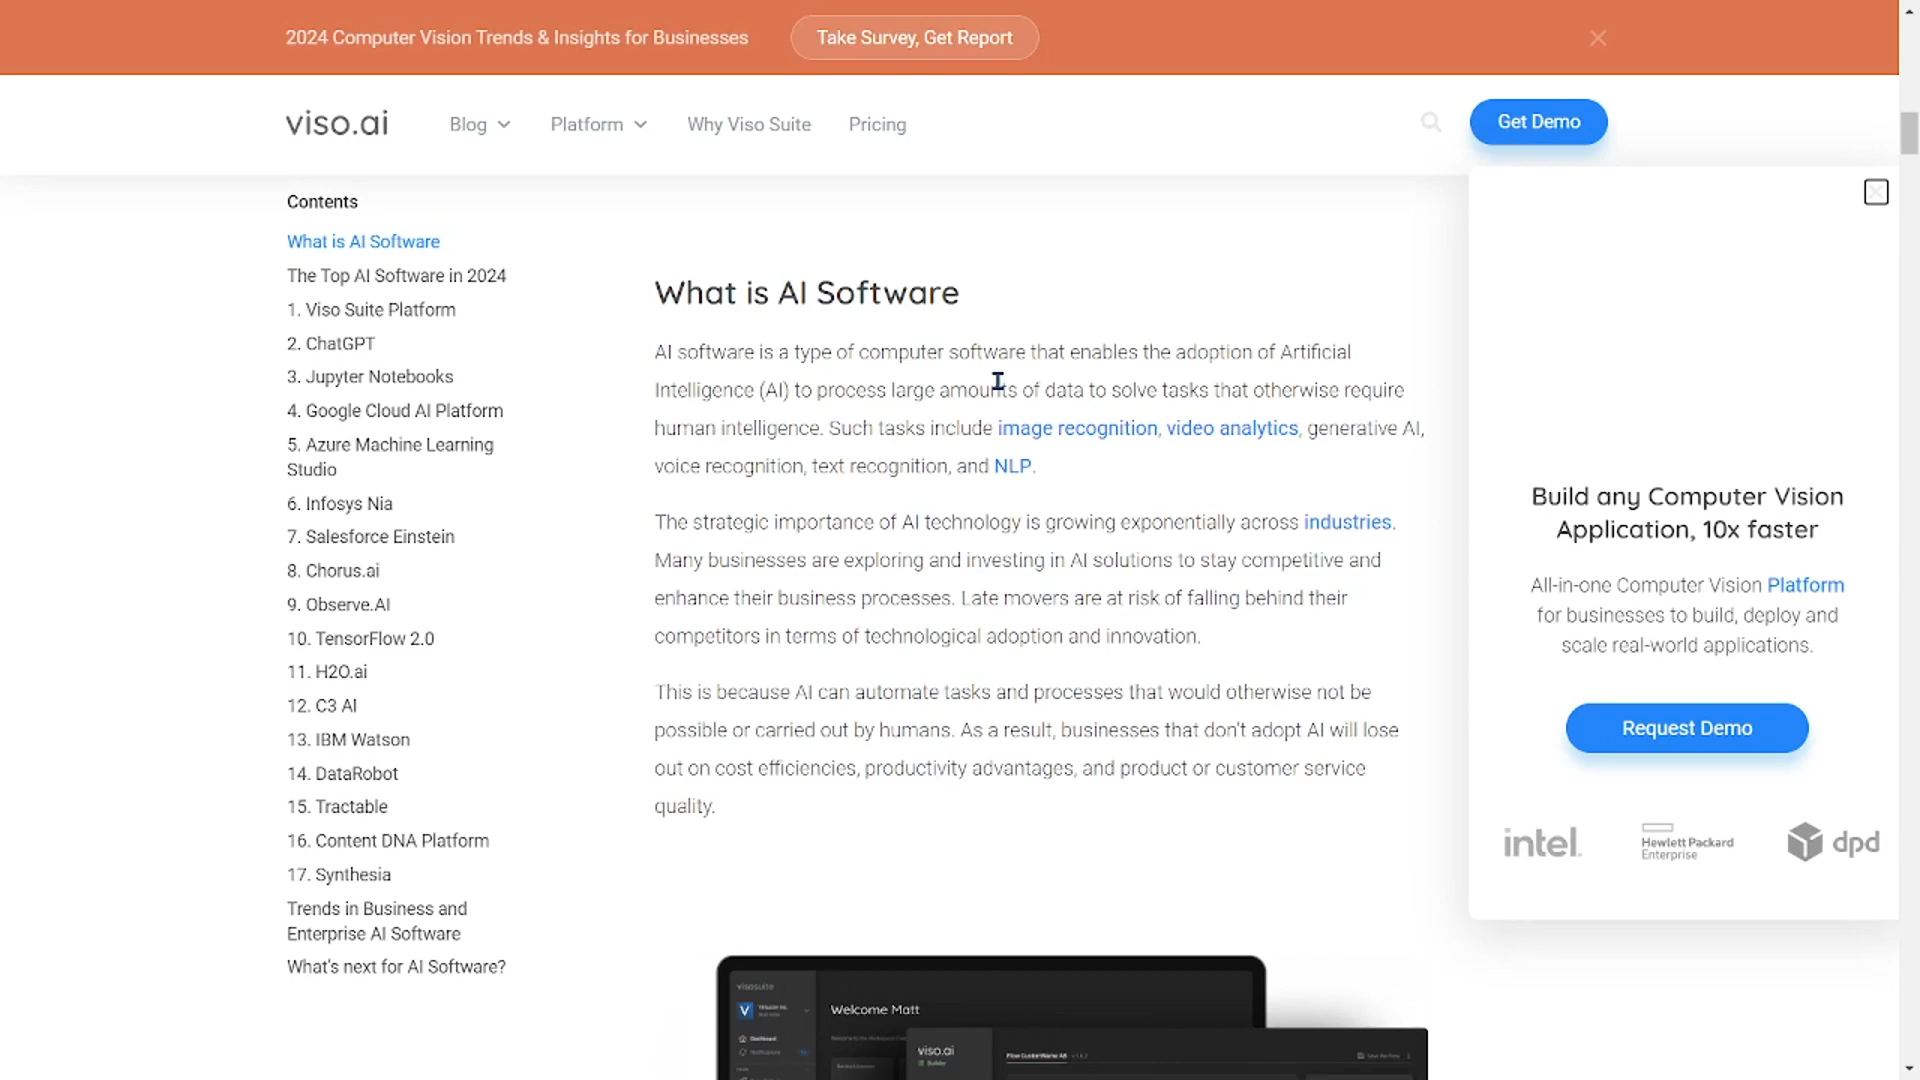 2024 Computer Vision Trends & Insights for Businesses
Take Survey, Get Report
viso.ai
Blog
Platform
Why Viso Suite
Pricing
Get Demo
Contents
What is AI Software
The Top AI Software in 2024
1. Viso Suite Platform
2. ChatGPT
3. Jupyter Notebooks
4. Google Cloud AI Platform
5. Azure Machine Learning
Studio
6. Infosys Nia
7. Salesforce Einstein
8. Chorus.ai
9. Observe.AI
10. TensorFlow 2.0
11. H2O.ai
12. C3 AI
13. IBM Watson
14. DataRobot
15. Tractable
16. Content DNA Platform
17. Synthesia
Trends in Business and
Enterprise AI Software
What's next for AI Software?
What is AI Software
AI software is a type of computer software that enables the adoption of Artificial
Intelligence (AI) to process large amounts of data to solve tasks that otherwise require
human intelligence. Such tasks include image recognition, video analytics, generative AI,
voice recognition, text recognition, and NLP.
The strategic importance of AI technology is growing exponentially across industries.
Many businesses are exploring and investing in AI solutions to stay competitive and
enhance their business processes. Late movers are at risk of falling behind their
competitors in terms of technological adoption and innovation.
This is because AI can automate tasks and processes that would otherwise not be
possible or carried out by humans. As a result, businesses that don't adopt AI will lose
out on cost efficiencies, productivity advantages, and product or customer service
quality.
visosuite
V
Welcome Matt
Dashboard
Notifications
viso.ai
Builder
Build any Computer Vision
Application, 10x faster
All-in-one Computer Vision Platform
for businesses to build, deploy and
scale real-world applications.
Request Demo
intel.
Hewlett Packard
Enterprise
dpd